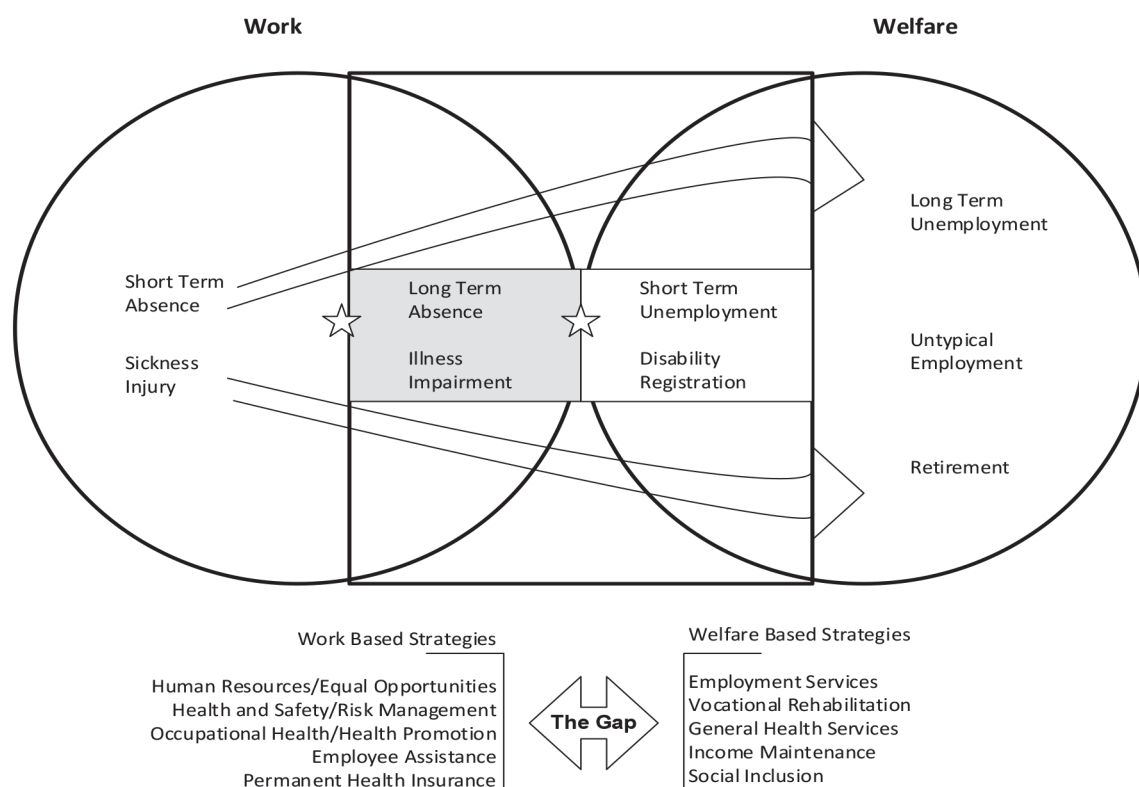 Work
Welfare
Short Term
Absence
Sickness
Injury
Long Term
Absence
Illness
Impairment
Short Term
Unemployment
Disability
Registration
Long Term
Unemployment
Untypical
Employment
Retirement
Work Based Strategies
Human Resources/Equal Opportunities
Health and Safety/Risk Management
Occupational Health/Health Promotion
Employee Assistance
Permanent Health Insurance
The Gap
Welfare Based Strategies
Employment Services
Vocational Rehabilitation
General Health Services
Income Maintenance
Social Inclusion